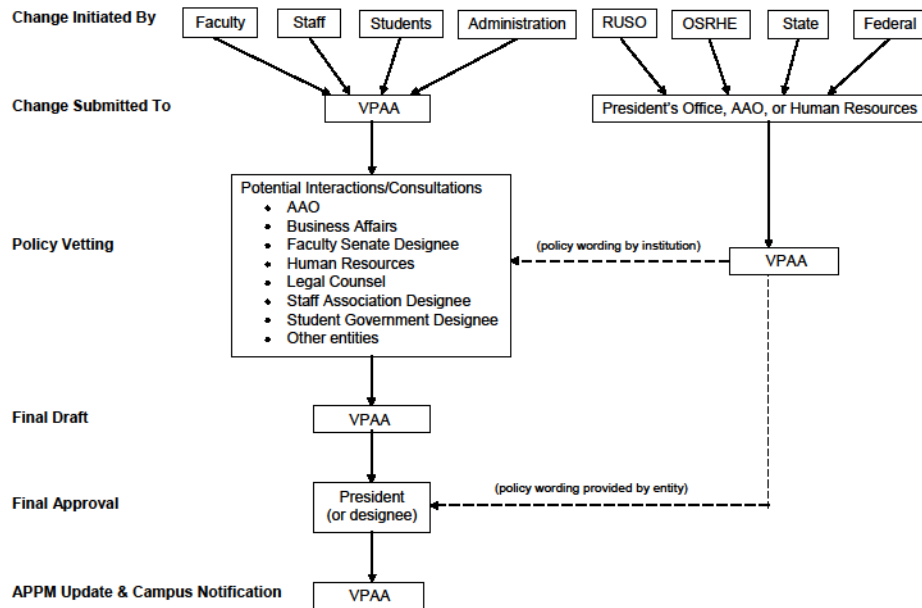 Change Initiated By
Faculty
Staff
Students
Administration
RUSO
OSRHE
State
Federal
Change Submitted To
VPAA
President's Office, AAO, or Human Resources
Policy Vetting
Potential Interactions/Consultations
• AAO
• Business Affairs
• Faculty Senate Designee
• Human Resources
• Legal Counsel
• Staff Association Designee
• Student Government Designee
• Other entities
(policy wording by institution)
VPAA
Final Draft
VPAA
Final Approval
President
(or designee)
(policy wording provided by entity)
APPM Update & Campus Notification
VPAA